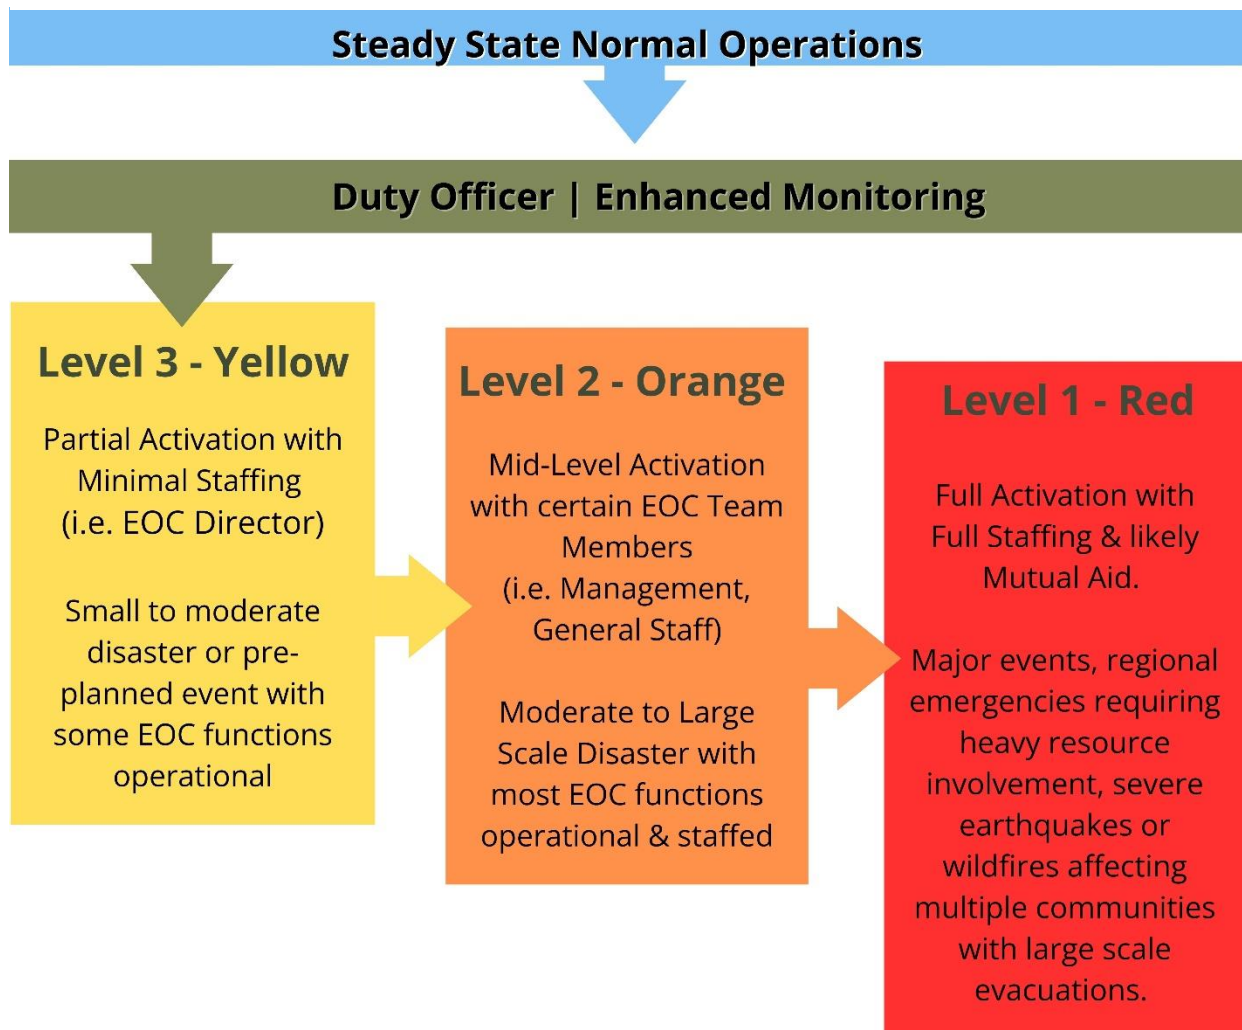 Steady State Normal Operations
Duty Officer | Enhanced Monitoring
Level 3 - Yellow
Partial Activation with
Minimal Staffing
(i.e. EOC Director)
Small to moderate
disaster or pre-
planned event with
some EOC functions
operational
Level 2 - Orange
Mid-Level Activation
with certain EOC Team
Members
(i.e. Management,
General Staff)
Moderate to Large
Scale Disaster with
most EOC functions
operational & staffed
Level 1 - Red
Full Activation with
Full Staffing & likely
Mutual Aid.
Major events, regional
emergencies requiring
heavy resource
involvement, severe
earthquakes or
wildfires affecting
multiple communities
with large scale
evacuations.